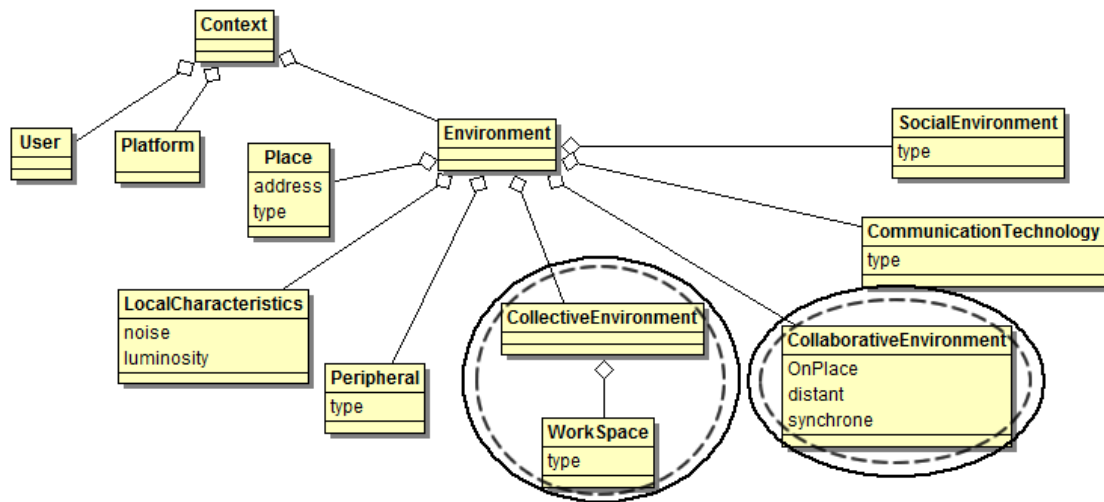 Context
User
Platform
Environment
SocialEnvironment
type
Place
address
type
CommunicationTechnology
type
LocalCharacteristics
noise
luminosity
CollectiveEnvironment
CollaborativeEnvironment
OnPlace
distant
synchrone
Peripheral
type
WorkSpace
type